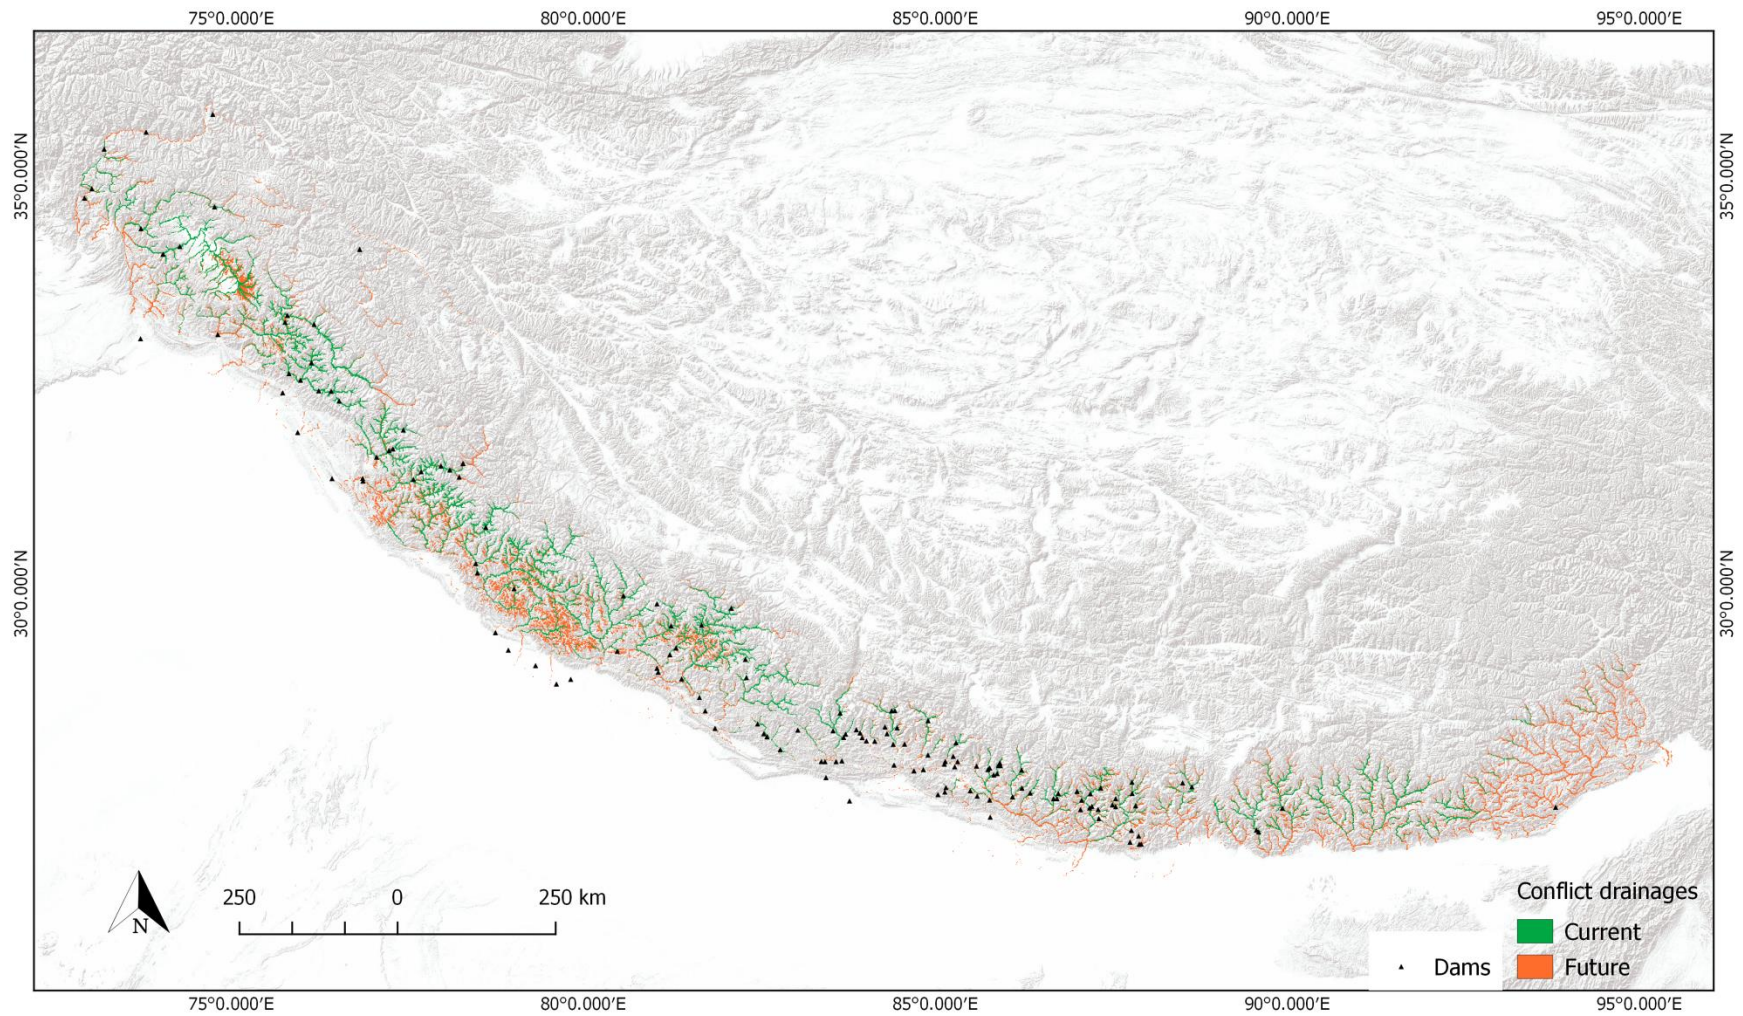 75°0.000′E 80°0.000′E 85°0.000′E 90°0.000′E 95°0.000′E
35°0.000′N
35°0.000′N
30°0.000′N
30°0.000′N
250 0 250 km
N
Conflict drainages
Current
Dams
Future
75°0.000′E 80°0.000′E 85°0.000′E 90°0.000′E 95°0.000′E